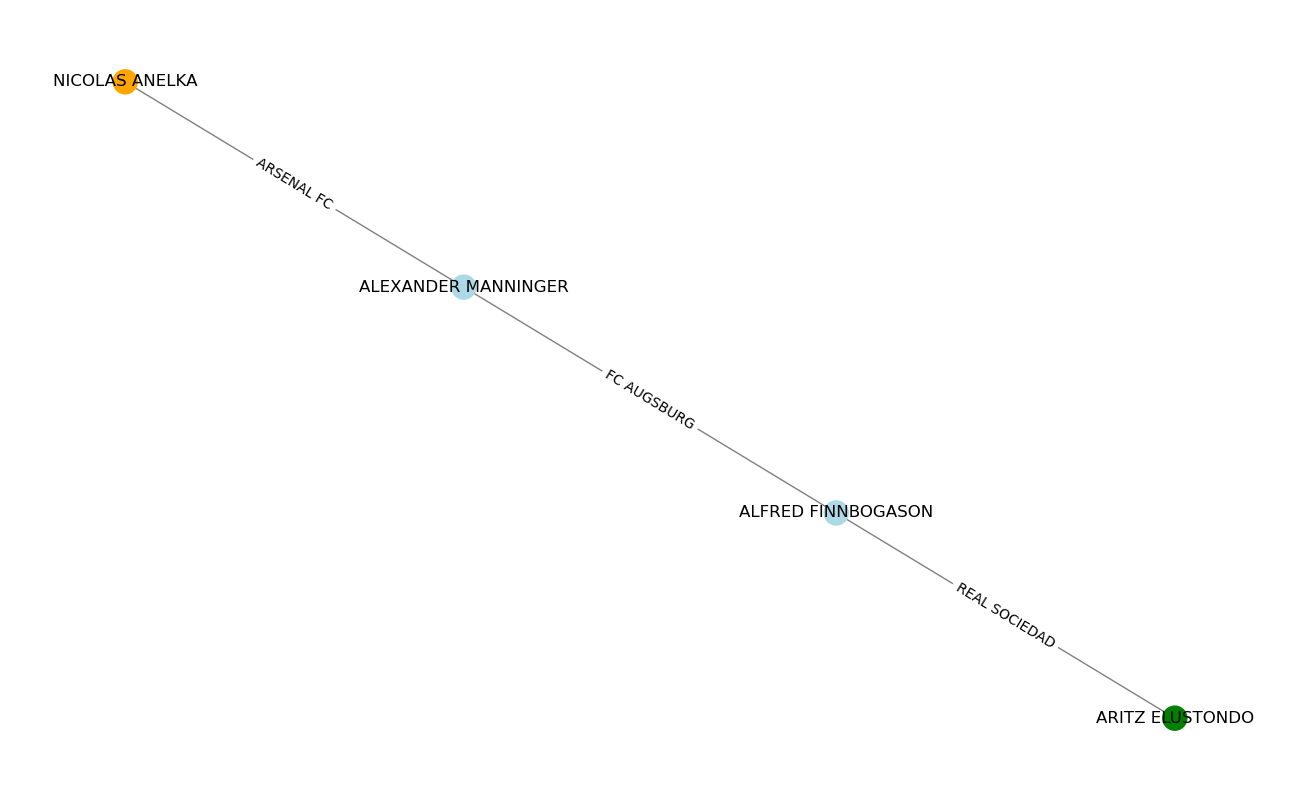 NICOLAS ANELKA
ARSENAL FC
ALEXANDER MANNINGER
FC AUGSBURG
ALFRED FINNBOGASON
REAL SOCIEDAD
ARITZ ELUSTONDO